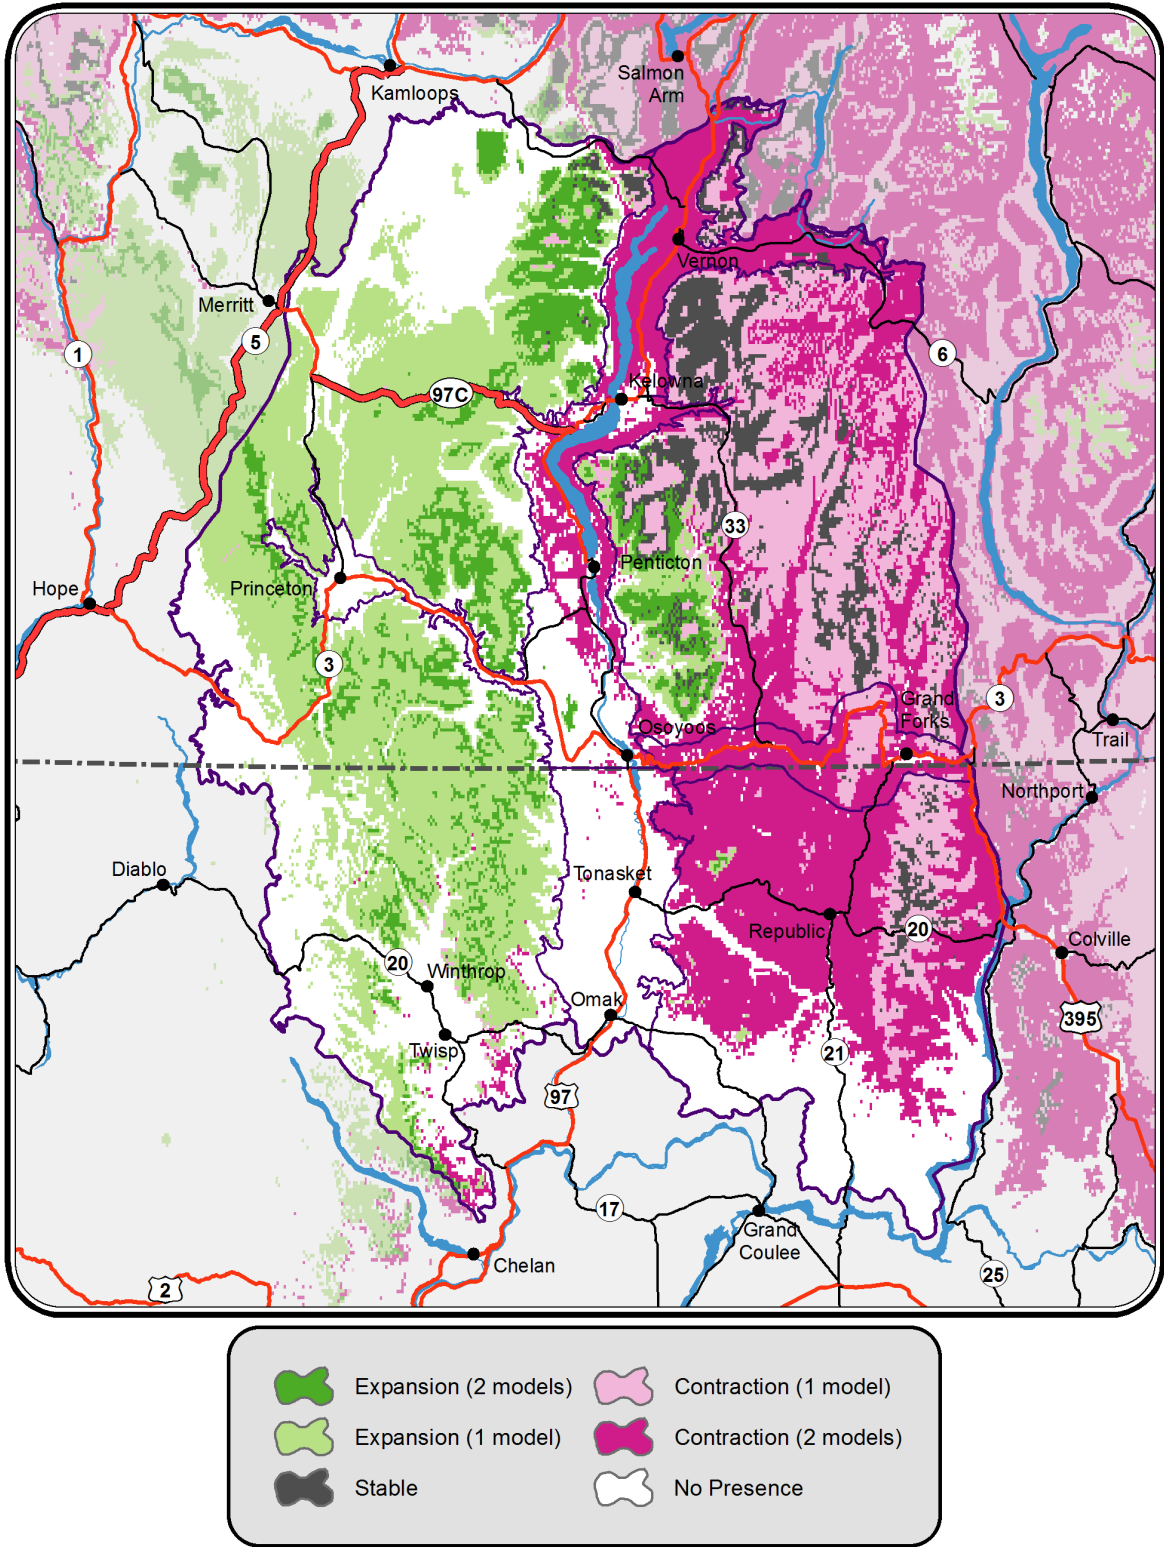 Salmon
Arm
Kamloops
Vernon
Merritt
5
1
6
97C
Kelowna
33
Penticton
Princeton
Hope
3
Grand
Forks
3
Osoyoos
Trail
Northport
Diablo
Tonasket
Republic
20
Colville
20
Winthrop
Omak
395
Twisp
21
97
17
Grand
Coulee
Chelan
25
2
Expansion (2 models)
Contraction (1 model)
Expansion (1 model)
Contraction (2 models)
Stable
No Presence